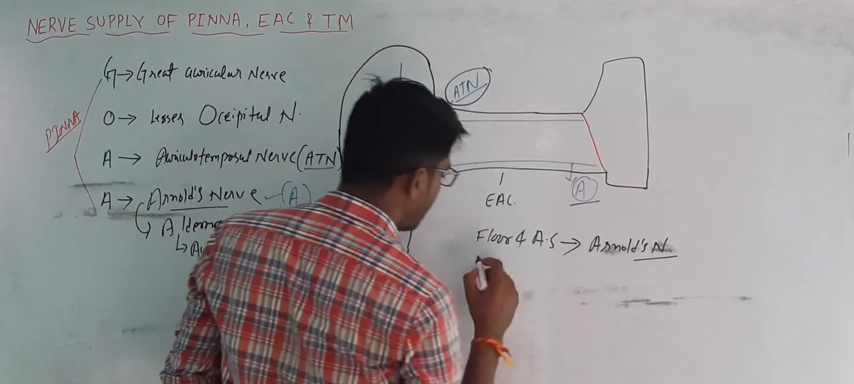 NERVE SUPPLY OF PINNA, EAC & TM
PINNA
G → Great auricular Nerve
O → Lesser Occipital N.
A → Auriculotemporal Nerve (ATN)
A → Arnold's Nerve - (A)
ATN
EAC
A
Floor & → Arnold's N.